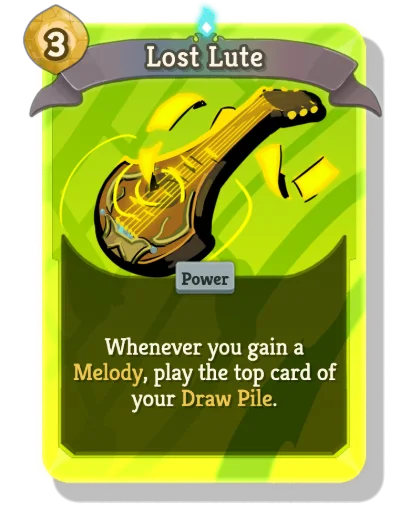 3
Lost Lute
Power
Whenever you gain a
Melody, play the top card of
your Draw Pile.